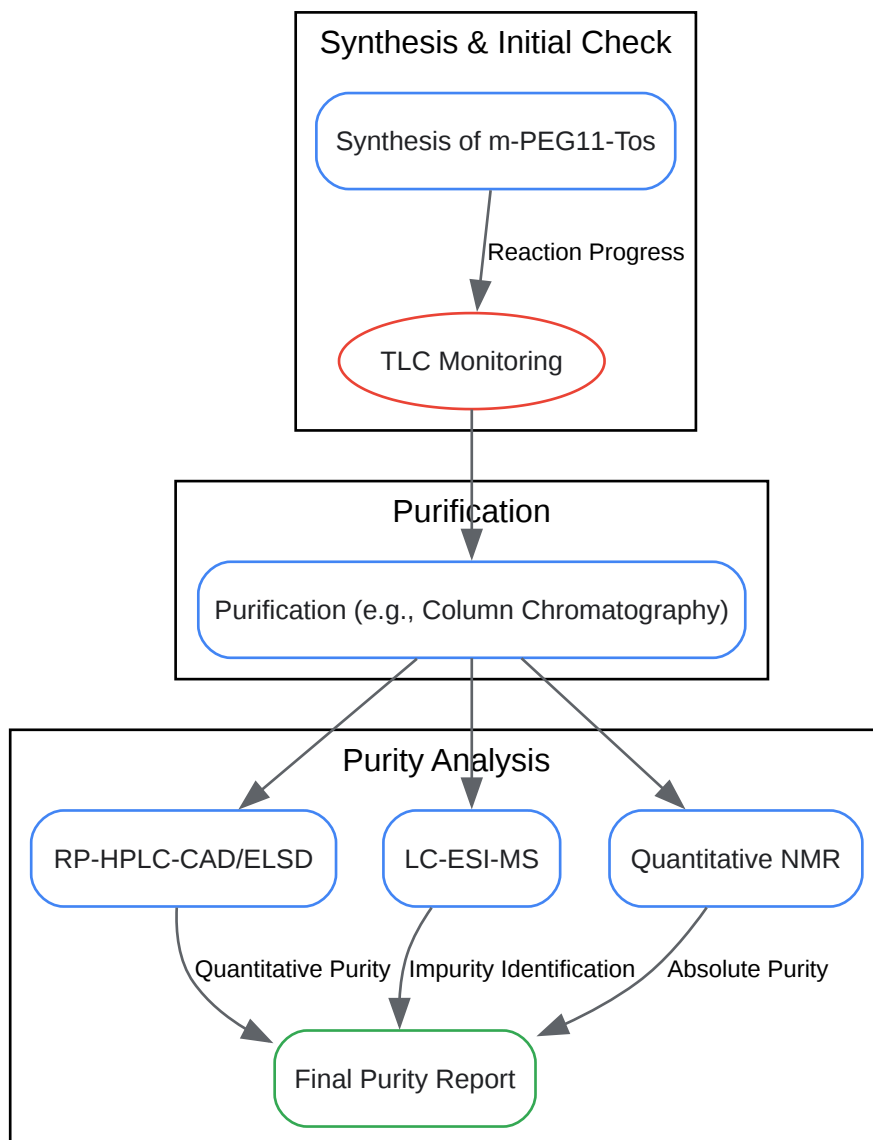 Synthesis & Initial Check
Synthesis of m-PEG11-Tos
Reaction Progress
TLC Monitoring
Purification
Purification (e.g., Column Chromatography)
Purity Analysis
RP-HPLC-CAD/ELSD
LC-ESI-MS
Quantitative NMR
Quantitative Purity
Impurity Identification
Absolute Purity
Final Purity Report